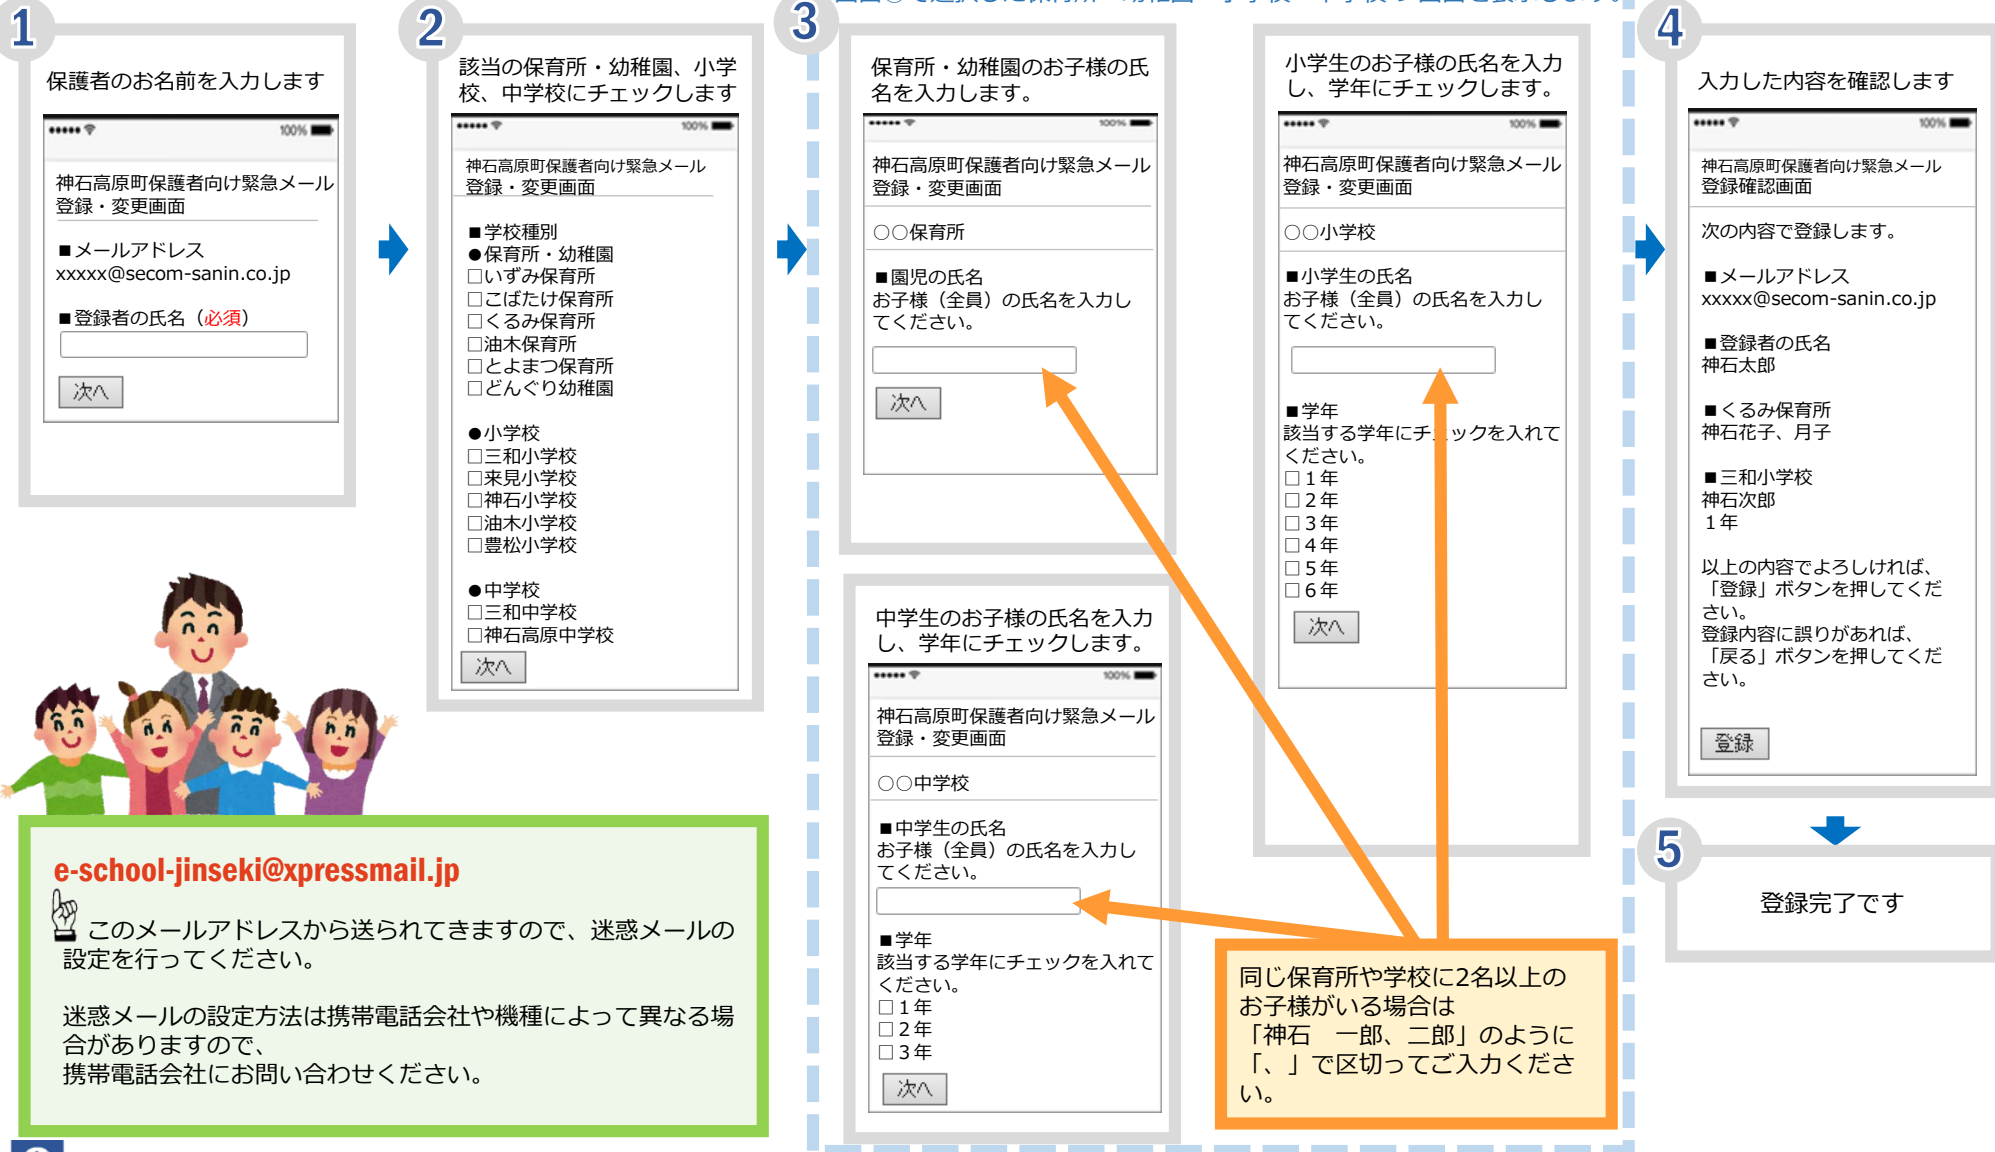 1
保護者のお名前を入力します
100%
神石高原町保護者向け緊急メール
登録・変更画面
■メールアドレス
xxxxx@secom-sanin.co.jp
■登録者の氏名（必須）
次へ
2
該当の保育所・幼稚園、小学
校、中学校にチェックします
100%
神石高原町保護者向け緊急メール
登録・変更画面
■学校種別
●保育所・幼稚園
□いずみ保育所
□こばたけ保育所
□くるみ保育所
□油木保育所
□とよまつ保育所
□どんぐり幼稚園
●小学校
□三和小学校
□来見小学校
□神石小学校
□油木小学校
□豊松小学校
●中学校
□三和中学校
□神石高原中学校
次へ
3
保育所・幼稚園のお子様の氏
名を入力します。
100%
神石高原町保護者向け緊急メール
登録・変更画面
○○保育所
■園児の氏名
お子様（全員）の氏名を入力し
てください。
次へ
小学生のお子様の氏名を入力
し、学年にチェックします。
100%
神石高原町保護者向け緊急メール
登録・変更画面
○○小学校
■小学生の氏名
お子様（全員）の氏名を入力し
てください。
■学年
該当する学年にチェックを入れて
ください。
□１年
□２年
□３年
□４年
□５年
□６年
次へ
中学生のお子様の氏名を入力
し、学年にチェックします。
100%
神石高原町保護者向け緊急メール
登録・変更画面
○○中学校
■中学生の氏名
お子様（全員）の氏名を入力し
てください。
■学年
該当する学年にチェックを入れて
ください。
□１年
□２年
□３年
次へ
同じ保育所や学校に2名以上の
お子様がいる場合は
「神石　一郎、二郎」のように
「、」で区切ってご入力くださ
い。
4
入力した内容を確認します
100%
神石高原町保護者向け緊急メール
登録確認画面
次の内容で登録します。
■メールアドレス
xxxxx@secom-sanin.co.jp
■登録者の氏名
神石太郎
■くるみ保育所
神石花子、月子
■三和小学校
神石次郎
１年
以上の内容でよろしければ、
「登録」ボタンを押してくだ
さい。
登録内容に誤りがあれば、
「戻る」ボタンを押してくだ
さい。
登録
5
登録完了です
e-school-jinseki@xpressmail.jp
このメールアドレスから送られてきますので、迷惑メールの
設定を行ってください。
迷惑メールの設定方法は携帯電話会社や機種によって異なる場
合がありますので、
携帯電話会社にお問い合わせください。